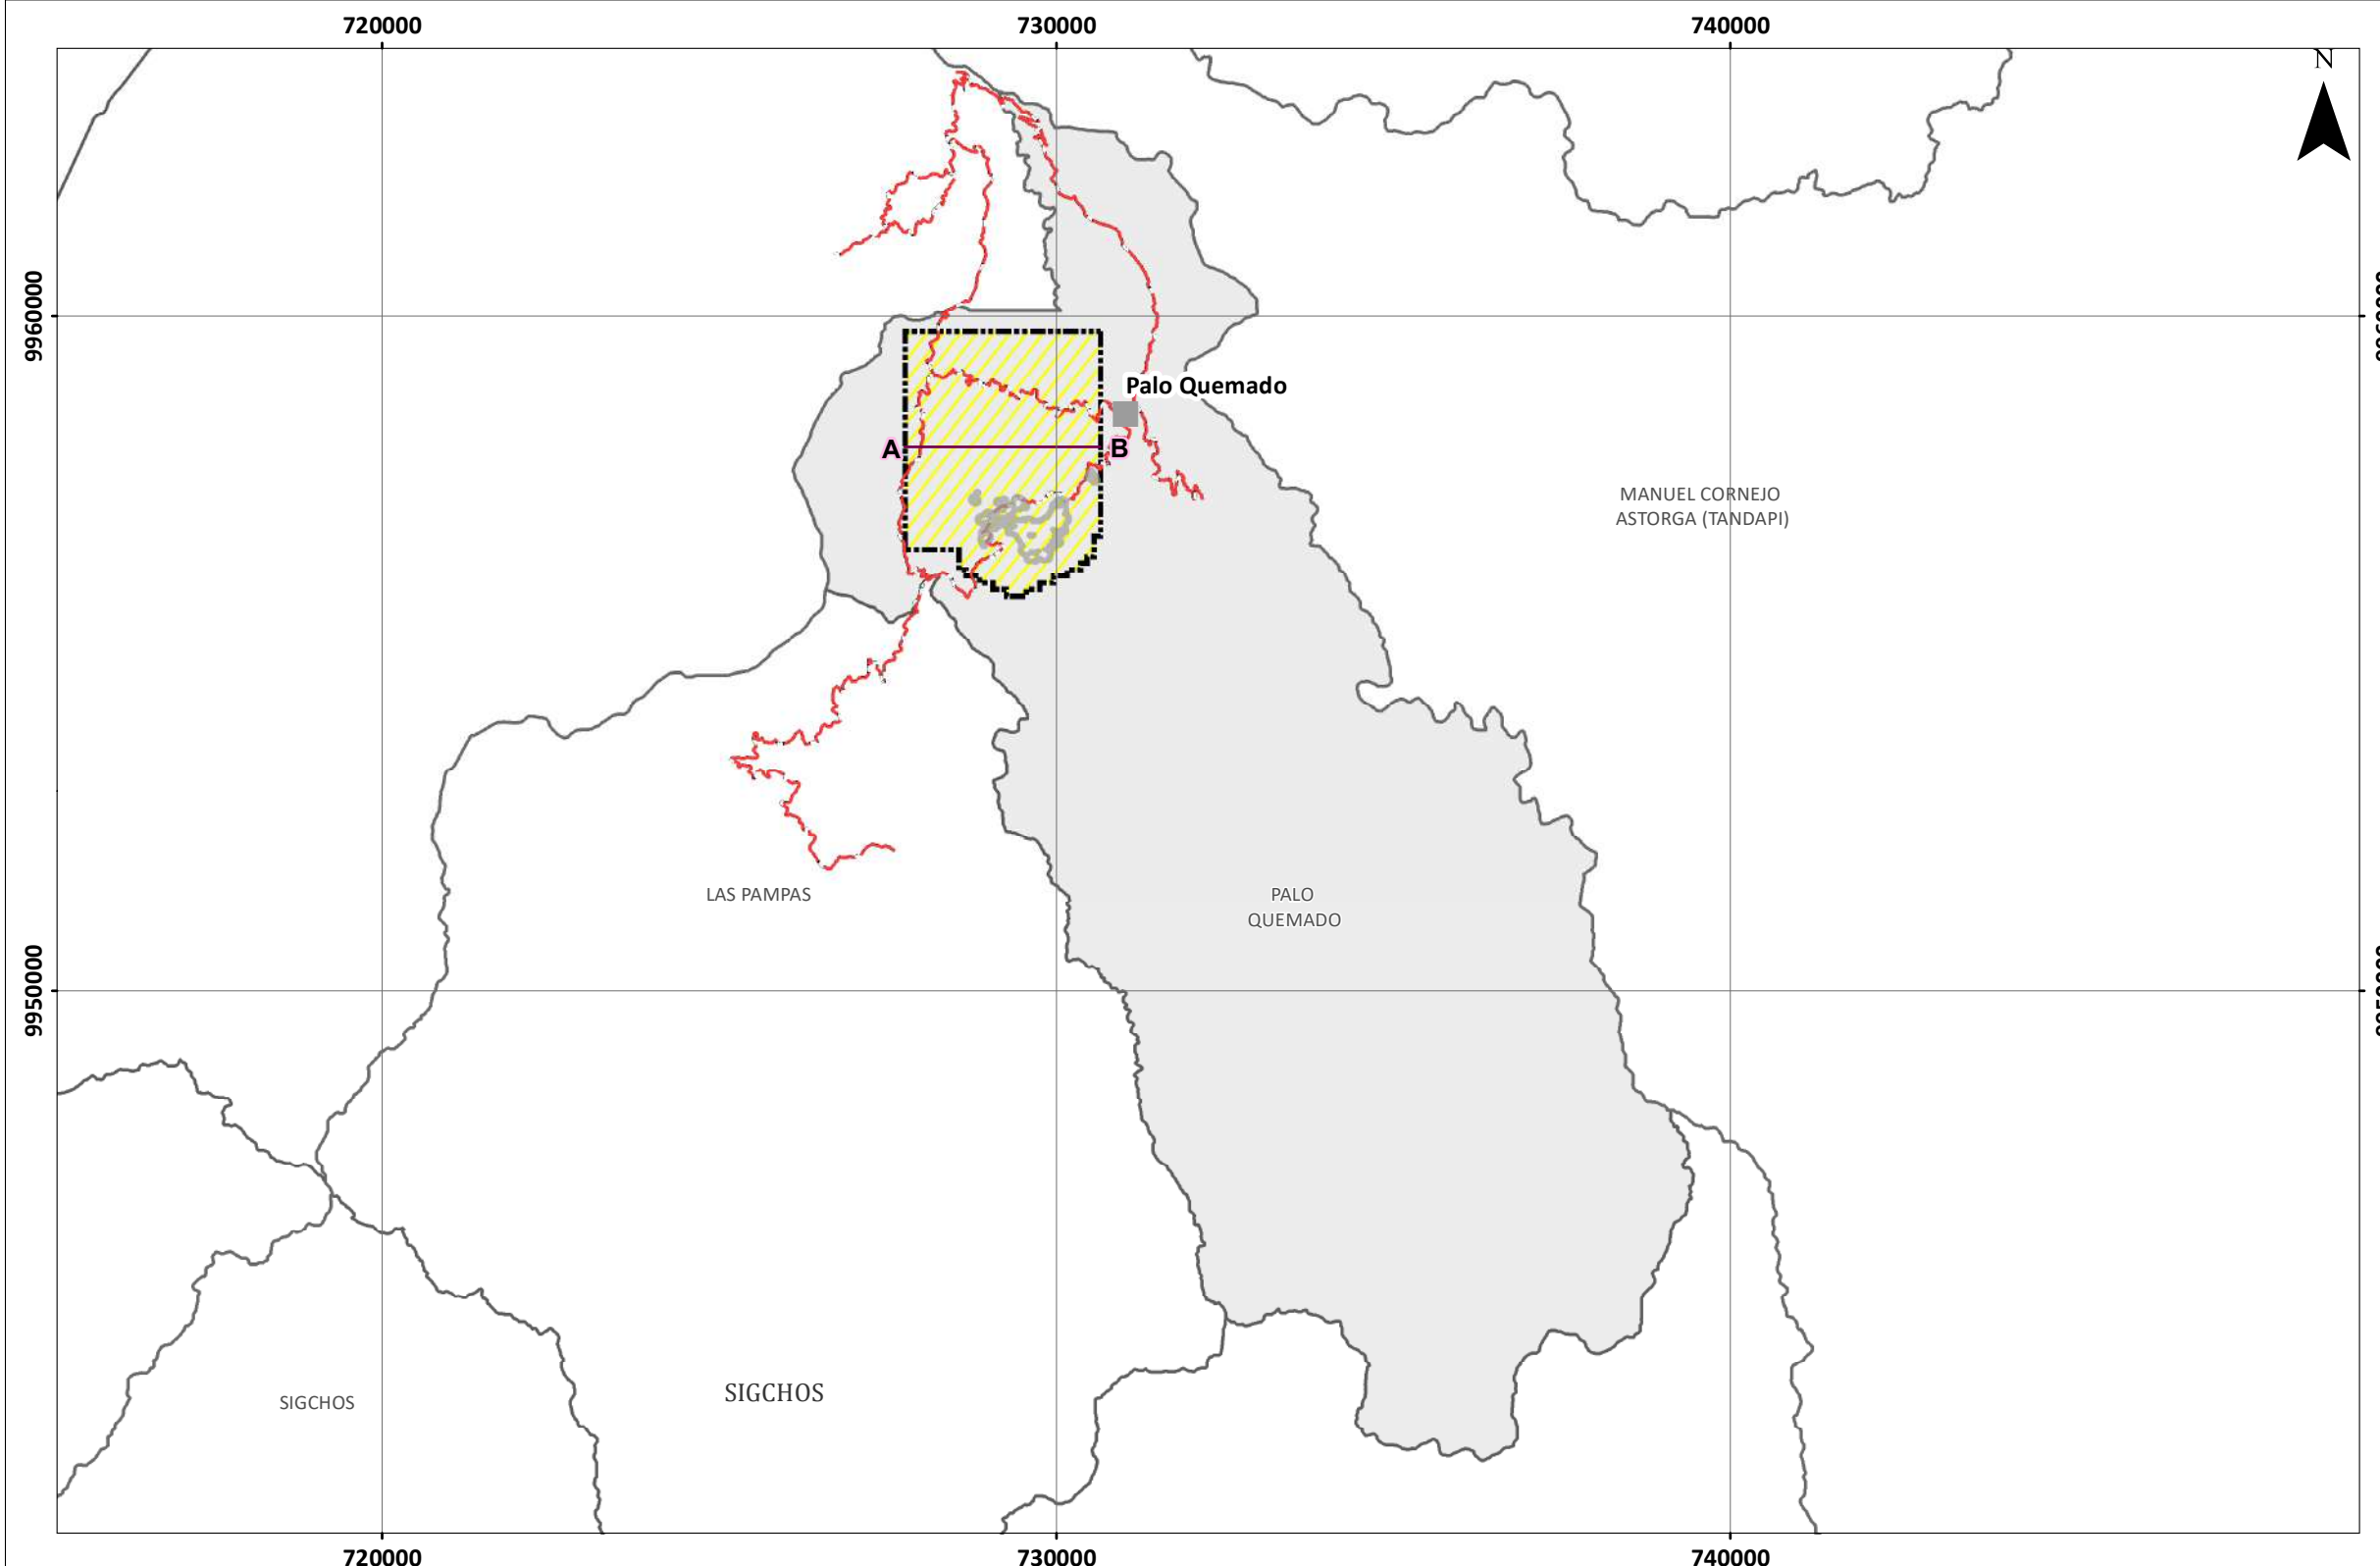 720000 730000 740000
N
9960000
Palo Quemado
A B
MANUEL CORNEJO
ASTORGA (TANDAPI)
LAS PAMPAS
PALO
QUEMADO
9950000
SIGCHOS
SIGCHOS
720000 730000 740000